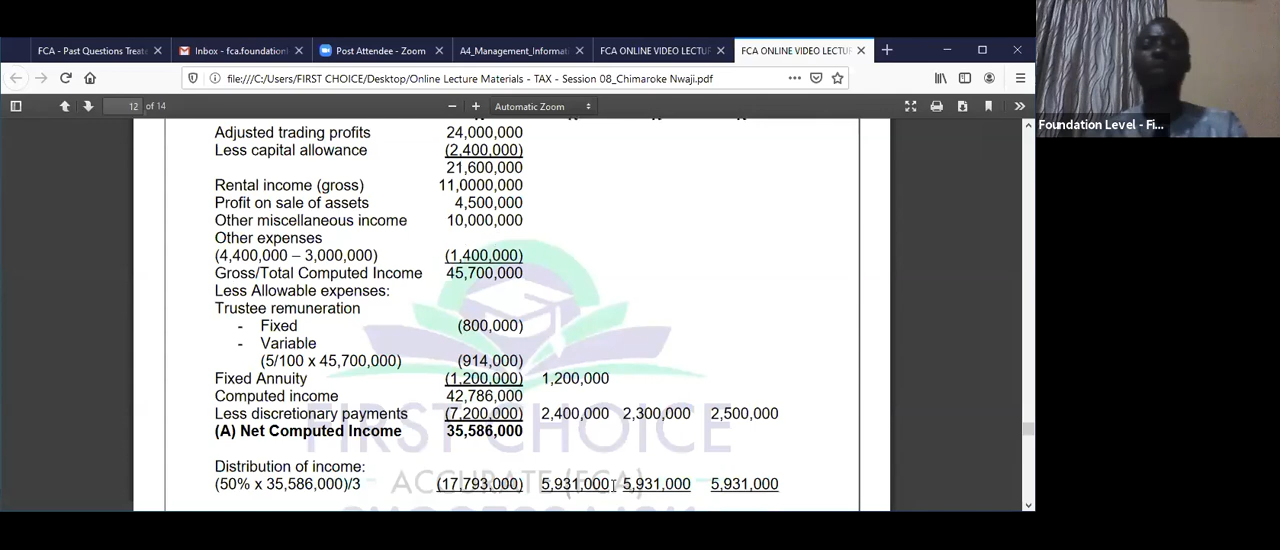 FCA - Past Questions Treat
Inbox - fca.foundation
Post Attendee - Zoom
A4_Management_Informati
FCA ONLINE VIDEO LECTUR
FCA ONLINE VIDEO LECTUR
file:///C:/Users/FIRST CHOICE/Desktop/Online Lecture Materials - TAX - Session 08_Chimaroke Nwaji.pdf
12 of 14
Automatic Zoom
Foundation Level - Fi...
Adjusted trading profits 24,000,000
Less capital allowance (2,400,000)
21,600,000
Rental income (gross) 11,0000,000
Profit on sale of assets 4,500,000
Other miscellaneous income 10,000,000
Other expenses
(4,400,000 – 3,000,000) (1,400,000)
Gross/Total Computed Income 45,700,000
Less Allowable expenses:
Trustee remuneration
- Fixed (800,000)
- Variable
(5/100 x 45,700,000) (914,000)
Fixed Annuity (1,200,000) 1,200,000
Computed income 42,786,000
Less discretionary payments (7,200,000) 2,400,000 2,300,000 2,500,000
(A) Net Computed Income 35,586,000
FIRST CHOICE
Distribution of income:
(50% x 35,586,000)/3 (17,793,000) 5,931,000 5,931,000 5,931,000
ACCURATE (FCA)